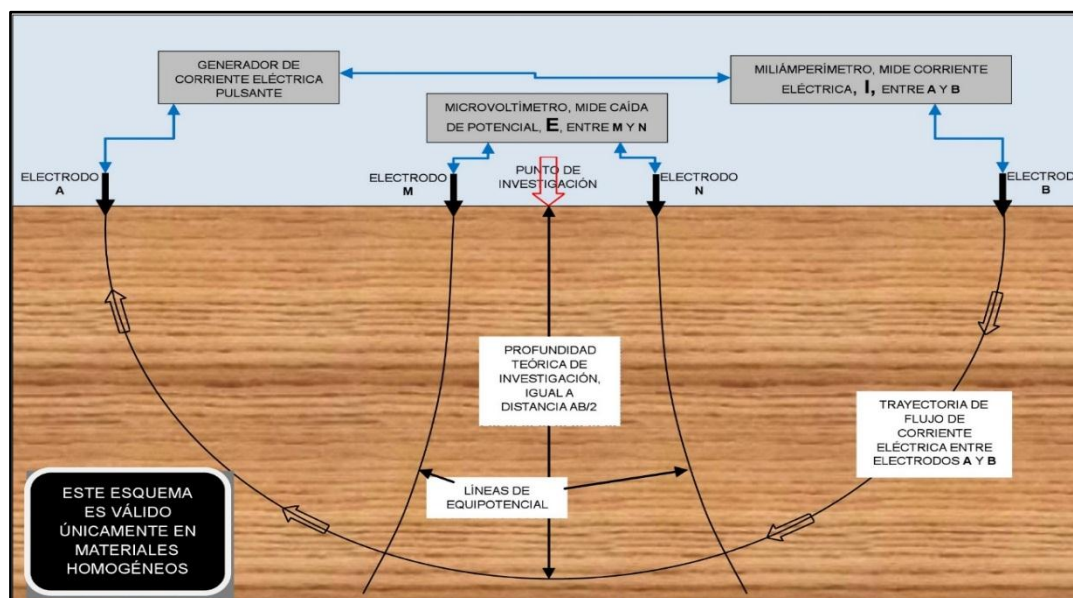 GENERADOR DE
CORRIENTE ELÉCTRICA
PULSANTE
MILIÁMPERÍMETRO, MIDE CORRIENTE
ELÉCTRICA, I, ENTRE A Y B
MICROVOLTÍMETRO, MIDE CAÍDA
DE POTENCIAL, E, ENTRE M Y N
ELECTRODO
A
ELECTRODO
M
PUNTO DE
INVESTIGACIÓN
ELECTRODO
N
ELECTROD
B
PROFUNDIDAD
TEÓRICA DE
INVESTIGACIÓN,
IGUAL A
DISTANCIA AB/2
TRAYECTORIA DE
FLUJO DE
CORRIENTE
ELÉCTRICA ENTRE
ELECTRODOS A Y B
LÍNEAS DE
EQUIPOTENCIAL
ESTE ESQUEMA
ES VÁLIDO
ÚNICAMENTE EN
MATERIALES
HOMOGÉNEOS